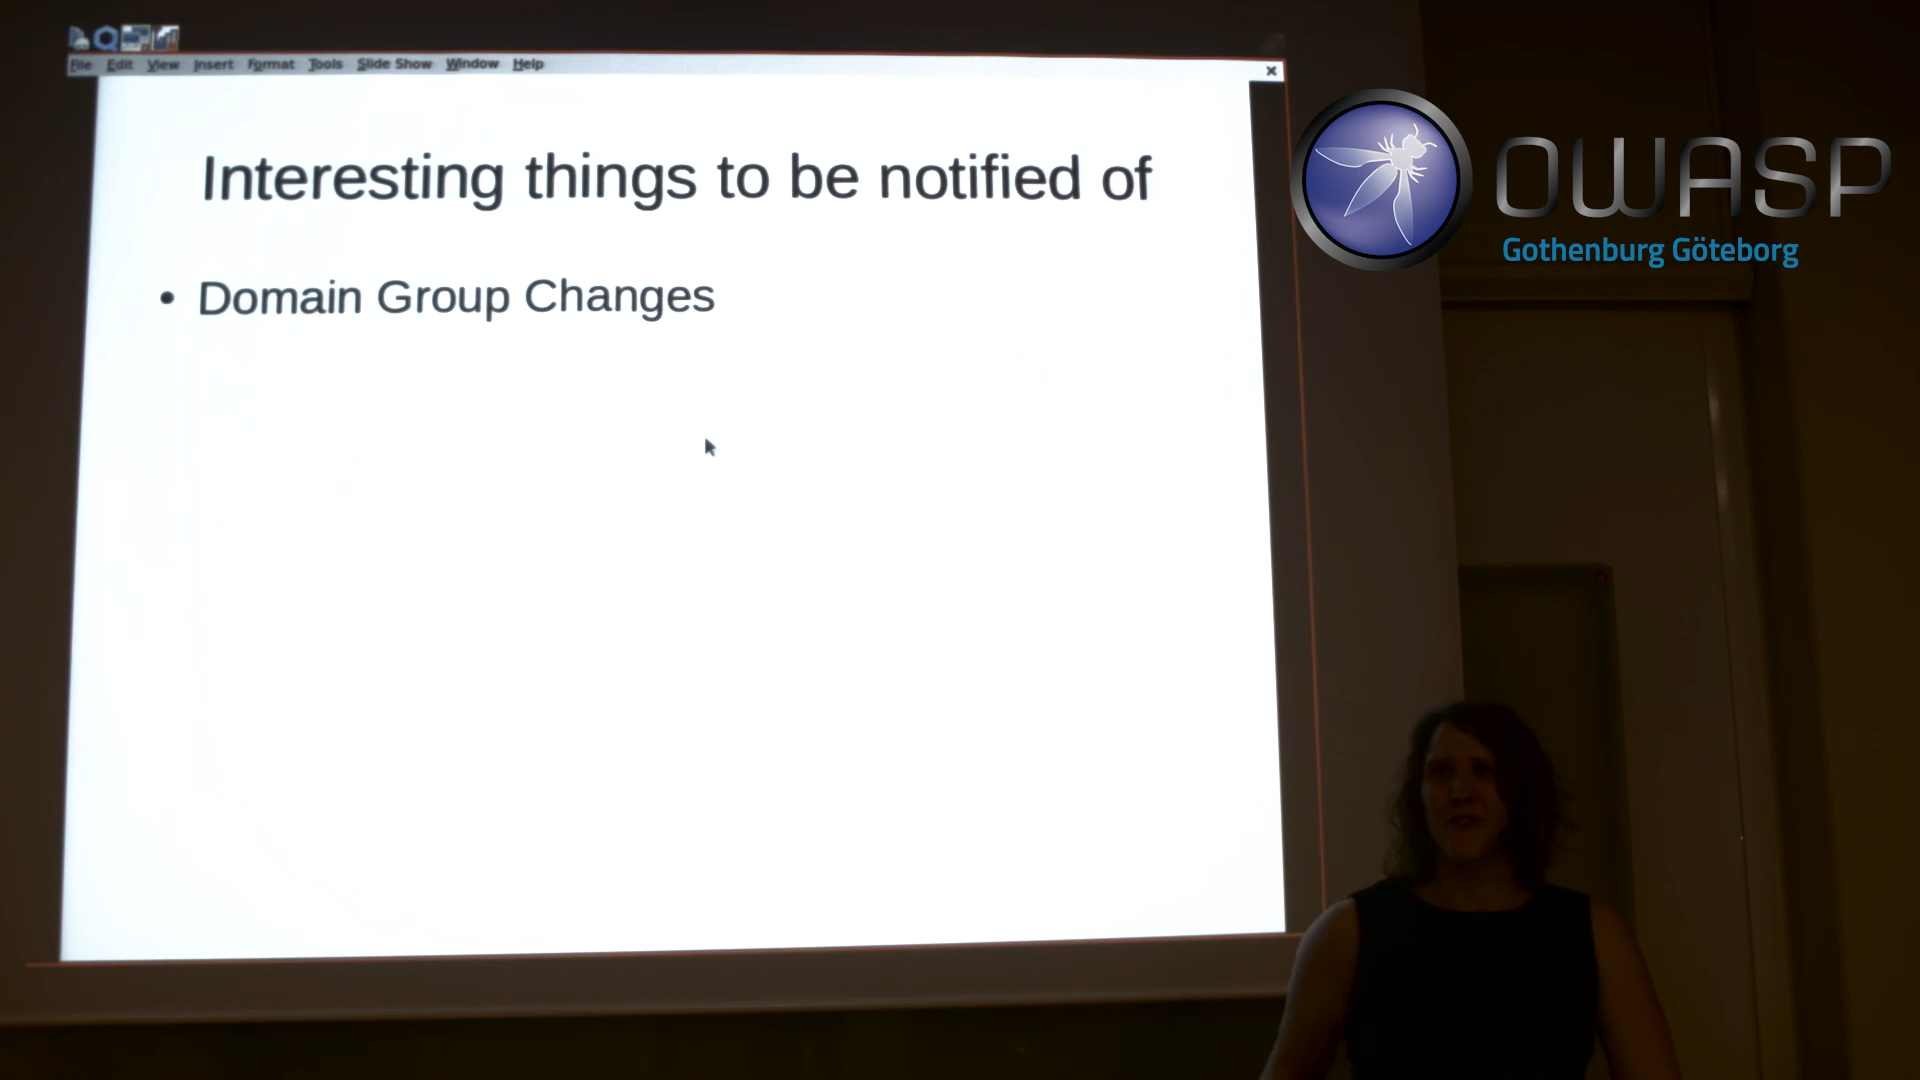 File Edit View Insert Format Tools Slide Show Window Help
Interesting things to be notified of
• Domain Group Changes
OWASP
Gothenburg Göteborg